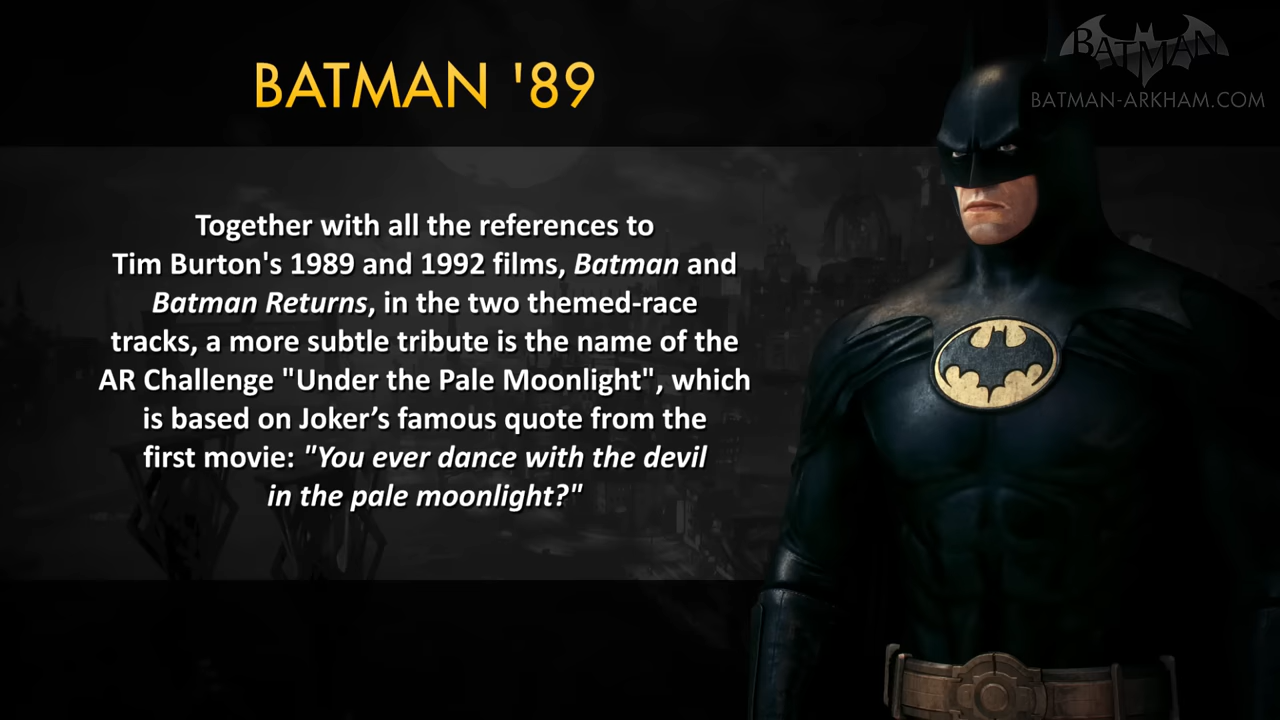 BATMAN '89
BATMAN
BATMAN-ARKHAM.COM
Together with all the references to
Tim Burton's 1989 and 1992 films, Batman and
Batman Returns, in the two themed-race
tracks, a more subtle tribute is the name of the
AR Challenge "Under the Pale Moonlight", which
is based on Joker’s famous quote from the
first movie: "You ever dance with the devil
in the pale moonlight?"